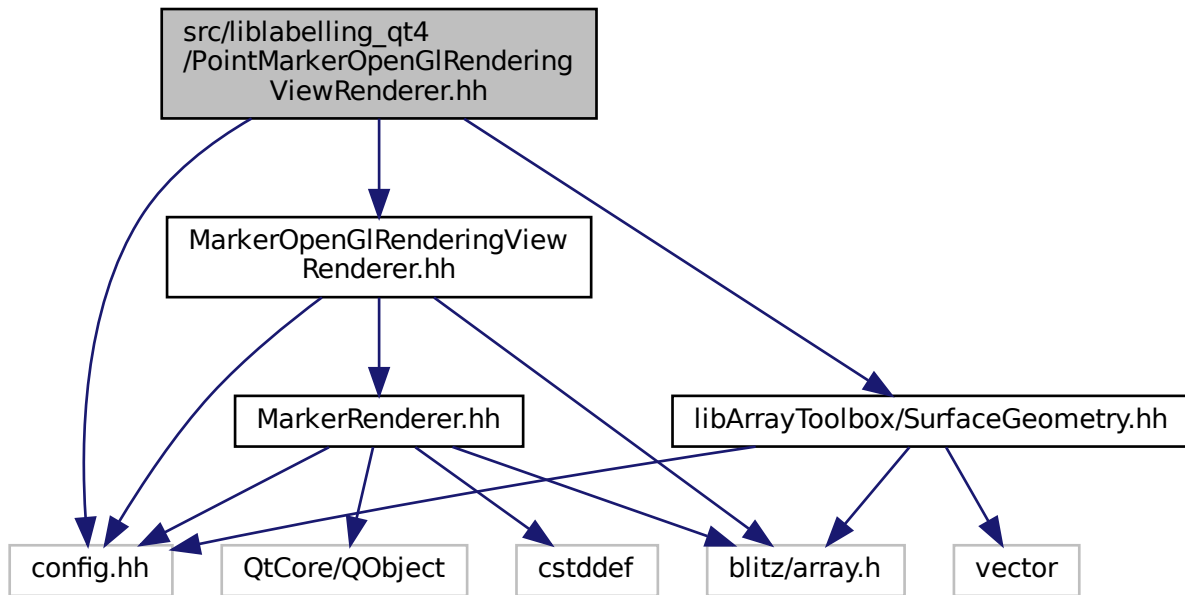 src/liblabelling_qt4
/PointMarkerOpenGlRendering
ViewRenderer.hh
MarkerOpenGlRenderingView
Renderer.hh
MarkerRenderer.hh
libArrayToolbox/SurfaceGeometry.hh
config.hh
QtCore/QObject
cstddef
blitz/array.h
vector